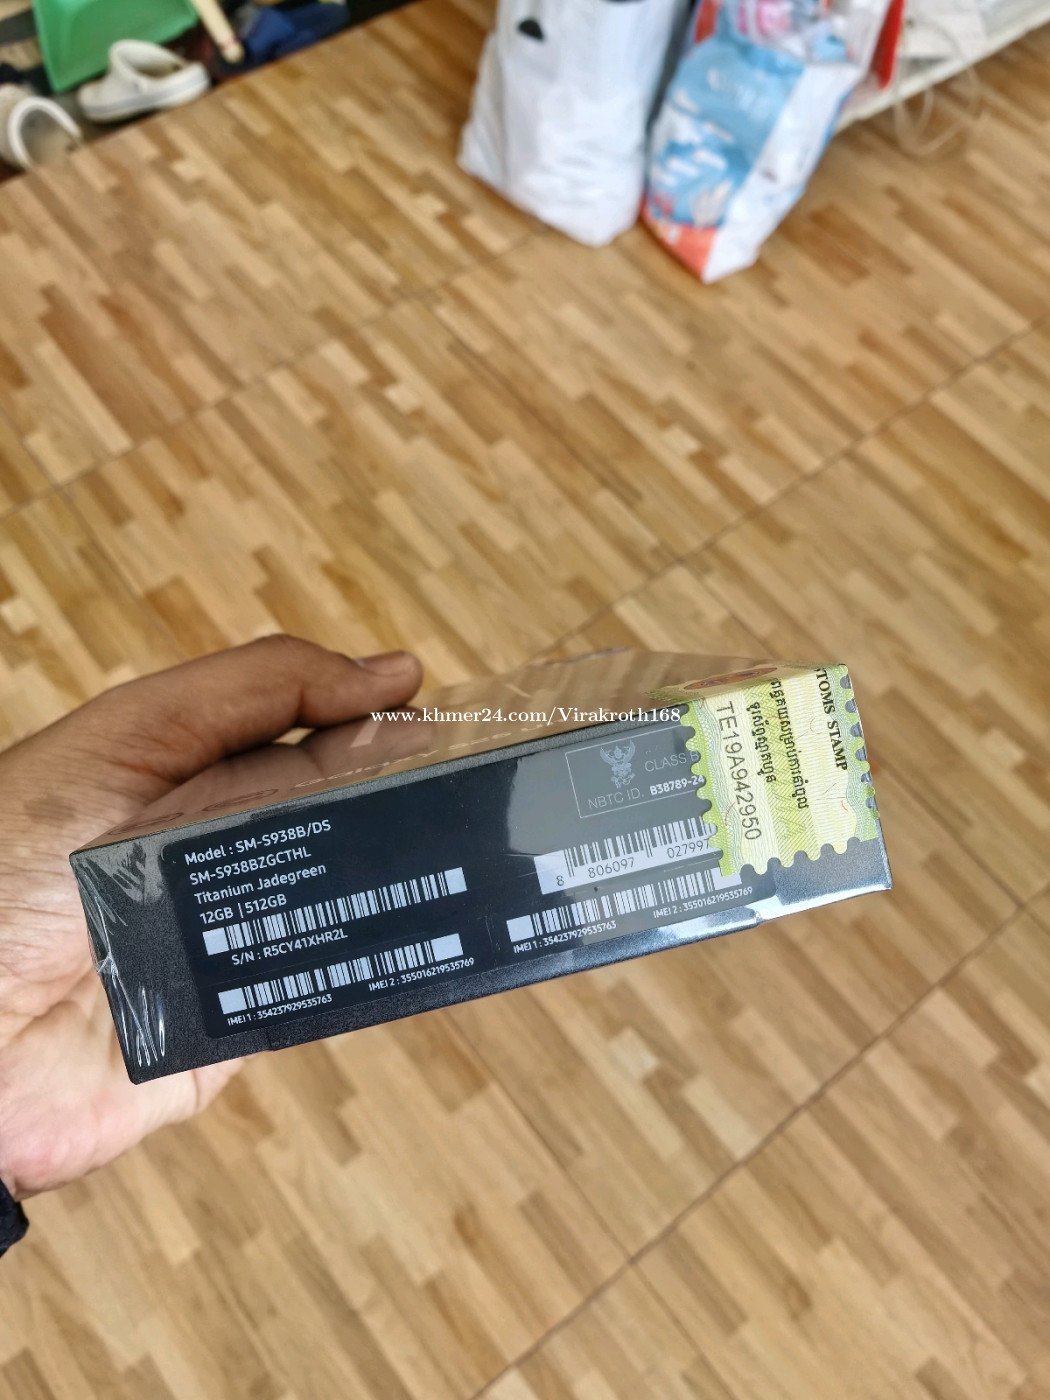 www.khmer24.com/Virakroth168
Model : SM-S938B/DS
SM-S938BZGCTHL
Titanium Jadegreen
12GB | 512GB
S/N : R5CY41XHR2L
IMEI 1 : 354237929535763
IMEI 2 : 355016219535769
CLASS B
NBTC ID. B38789-24
8 806097 027997
IMEI 1 : 354237929535763
IMEI 2 : 355016219535769
TE19A942950
STOMS STAMP